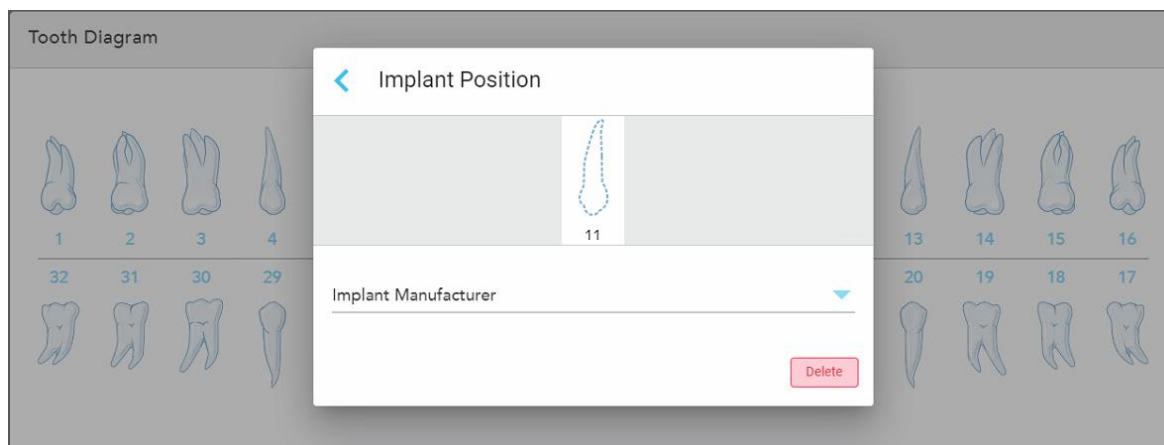 Tooth Diagram
Implant Position
11
1 2 3 4 13 14 15 16
32 31 30 29 20 19 18 17
Implant Manufacturer
Delete